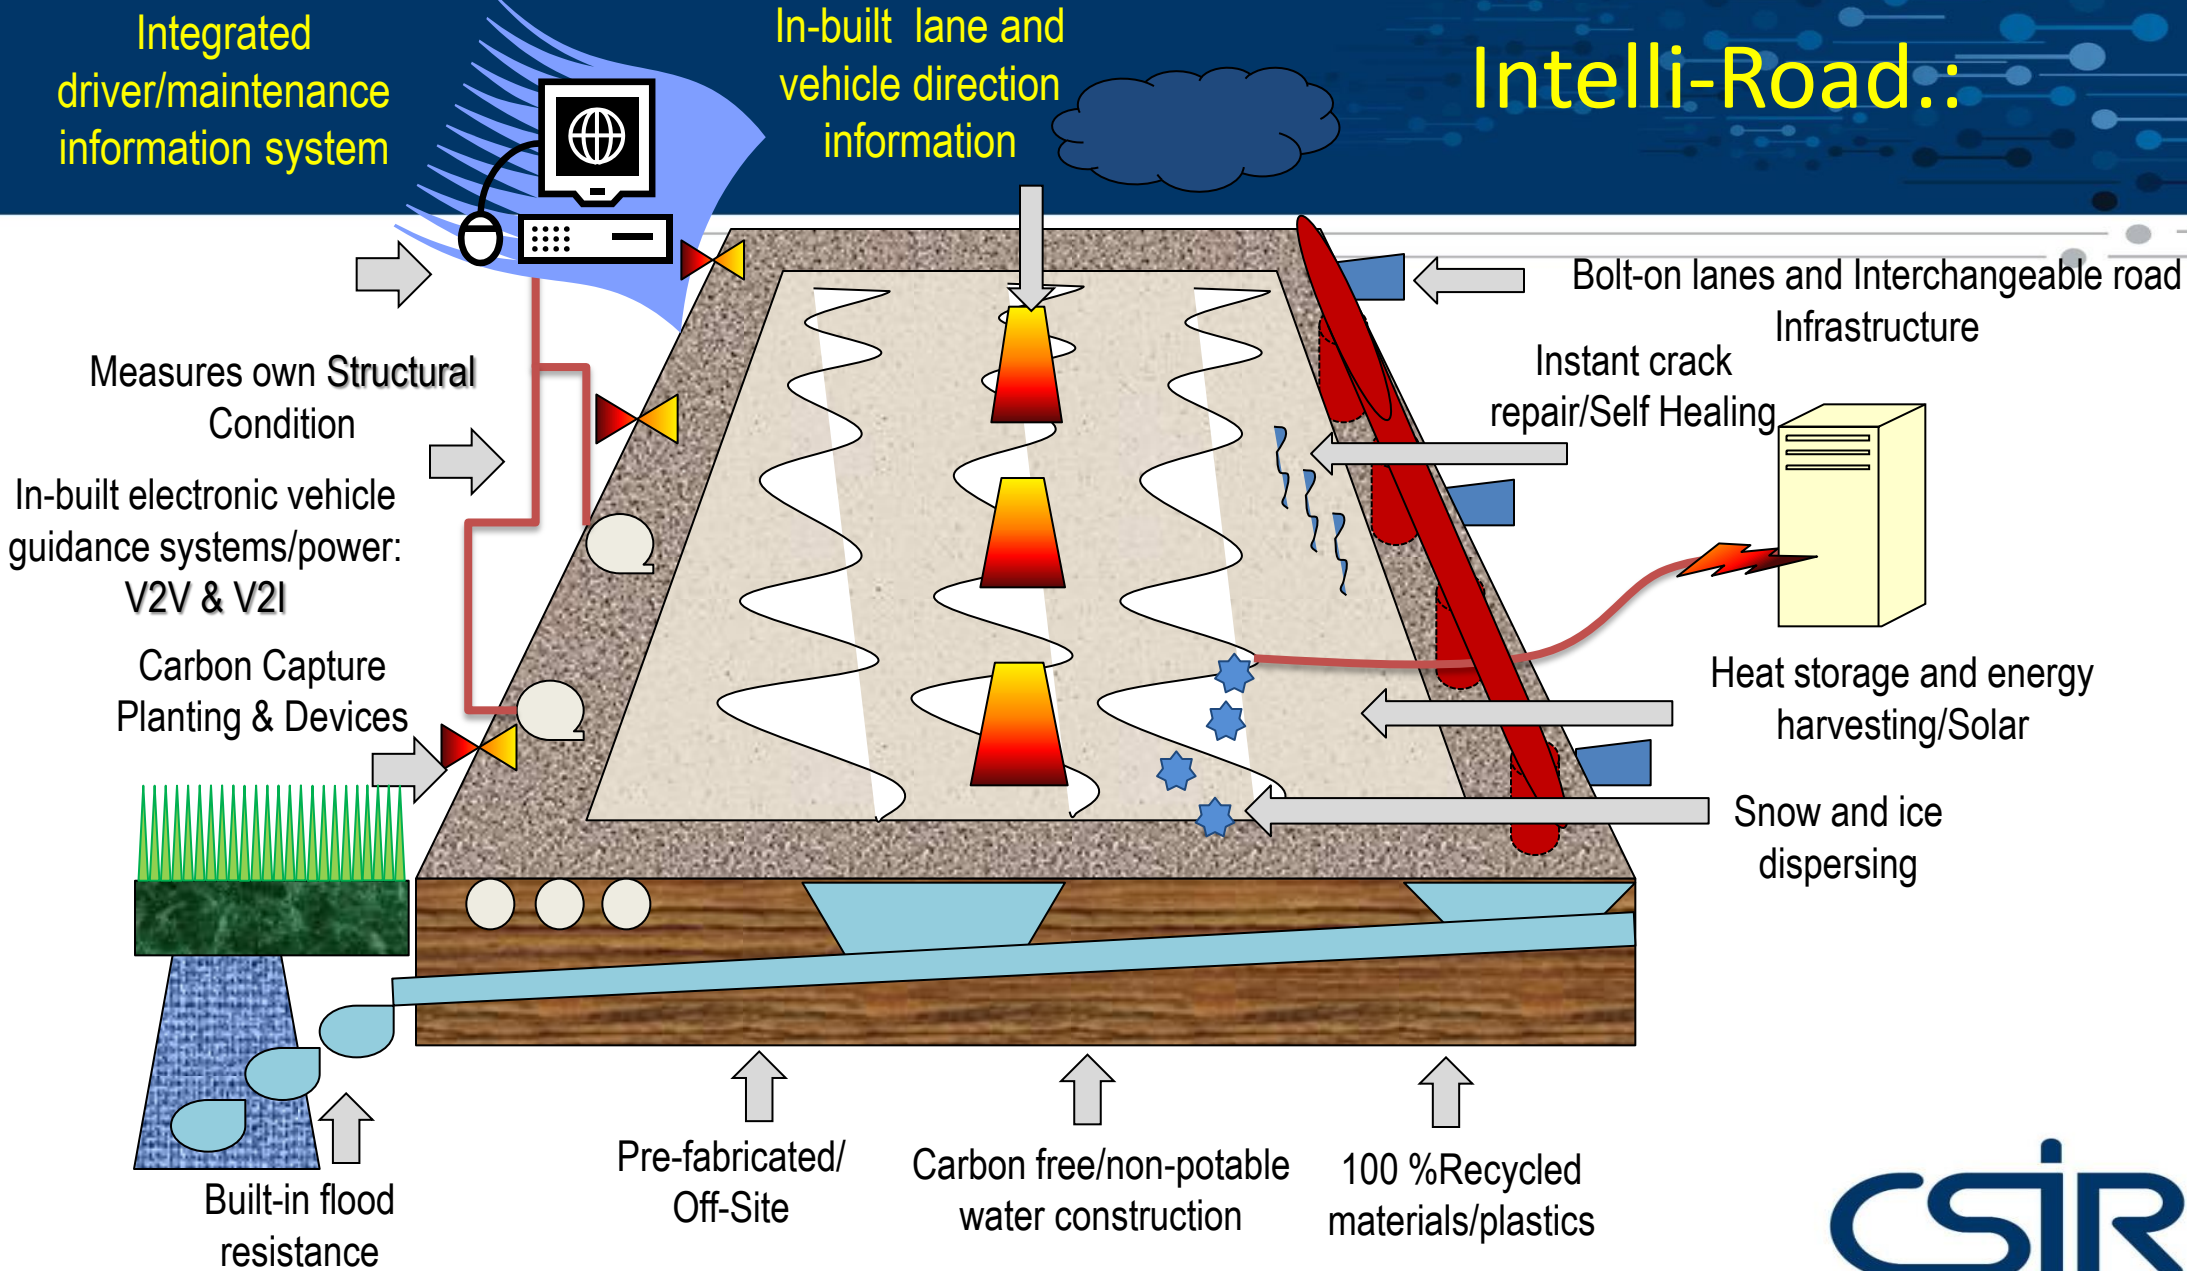 Integrated
driver/maintenance
information system
In-built lane and
vehicle direction
information
Intelli-Road.:
Measures own Structural
Condition
In-built electronic vehicle
guidance systems/power:
V2V & V2I
Carbon Capture
Planting & Devices
Bolt-on lanes and Interchangeable road
Infrastructure
Instant crack
repair/Self Healing
Heat storage and energy
harvesting/Solar
Snow and ice
dispersing
Built-in flood
resistance
Pre-fabricated/
Off-Site
Carbon free/non-potable
water construction
100 %Recycled
materials/plastics
CSIR